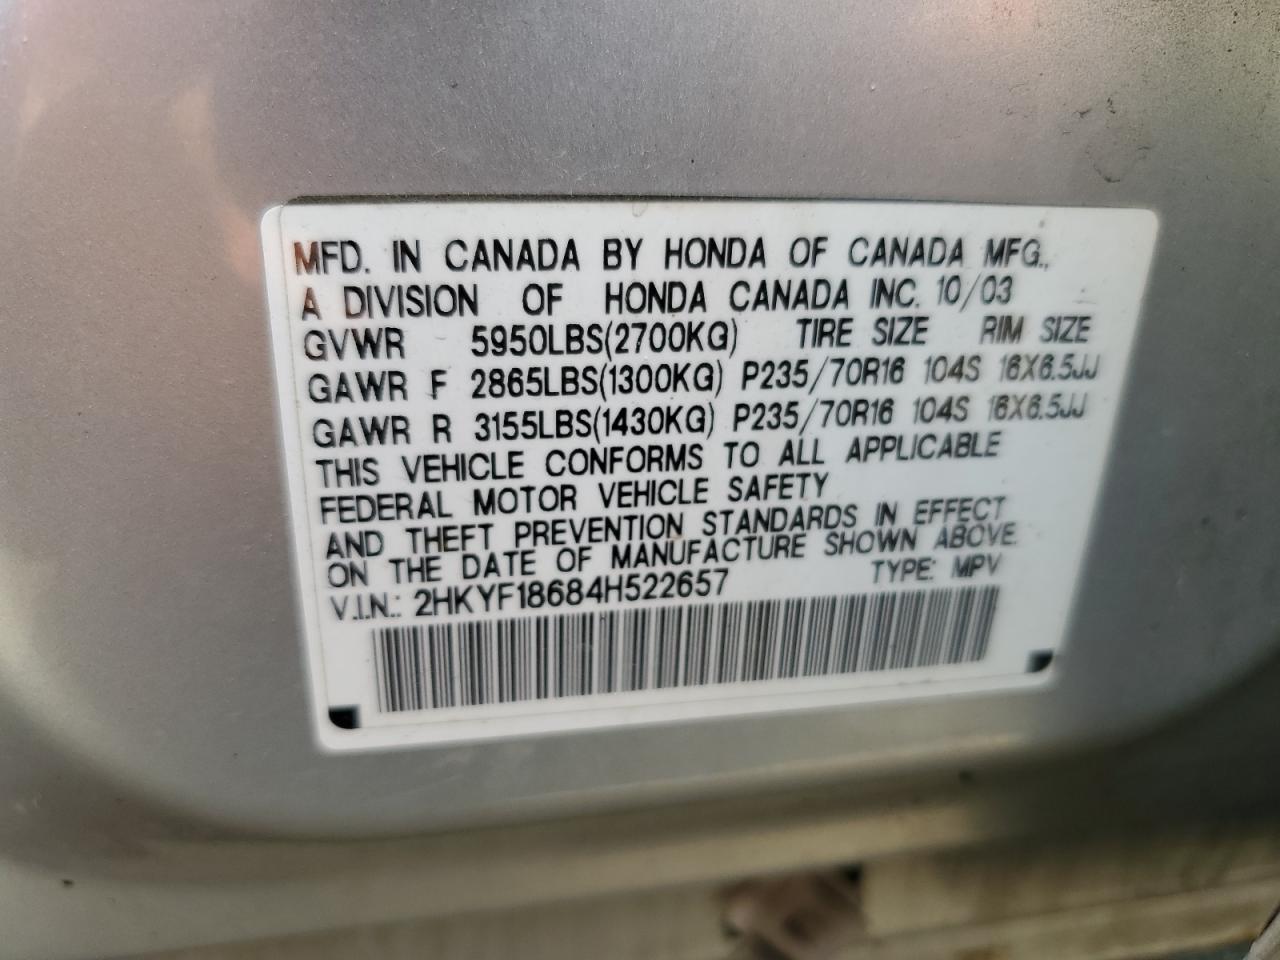 MFD. IN CANADA BY HONDA OF CANADA MFG.,
A DIVISION OF HONDA CANADA INC. 10/03
GVWR 5950LBS(2700KG) TIRE SIZE RIM SIZE
GAWR F 2865LBS(1300KG) P235/70R16 104S 16X6.5JJ
GAWR R 3155LBS(1430KG) P235/70R16 104S 16X6.5JJ
THIS VEHICLE CONFORMS TO ALL APPLICABLE
FEDERAL MOTOR VEHICLE SAFETY
AND THEFT PREVENTION STANDARDS IN EFFECT
ON THE DATE OF MANUFACTURE SHOWN ABOVE.
V.I.N.: 2HKYF18684H522657 TYPE: MPV